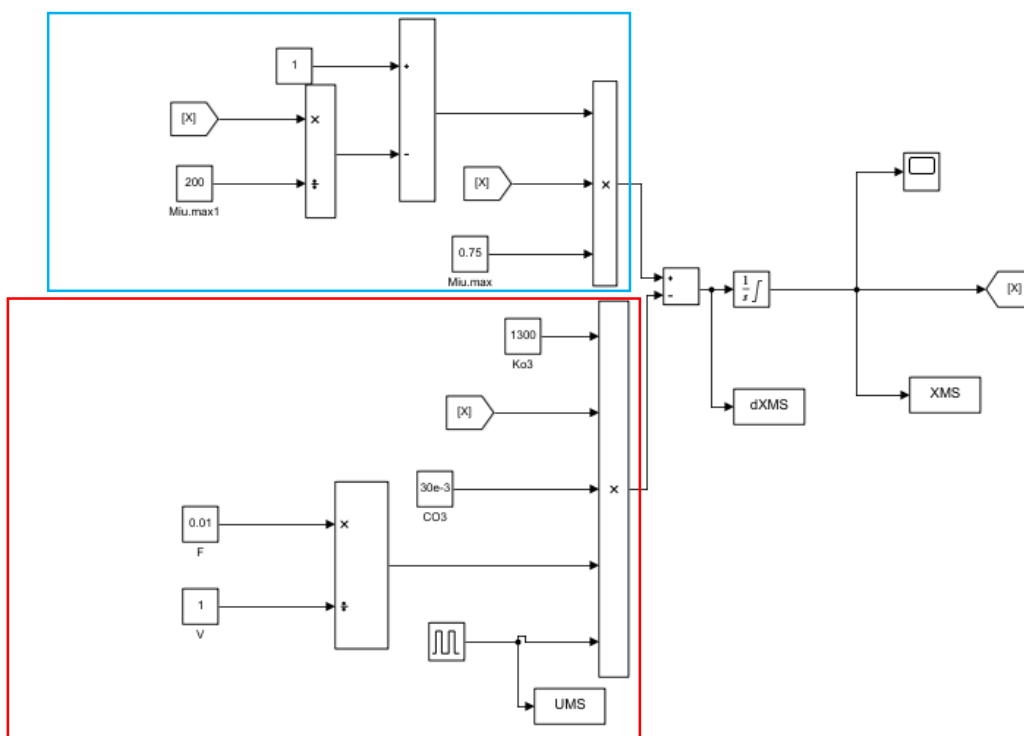 1
+
[X]
×
-
200
÷
Miu.max1
[X]
×
0.75
Miu.max
+
-
1
s
[X]
1300
Ko3
[X]
dXMS
XMS
30e-3
CO3
×
0.01
F
×
1
V
÷
UMS